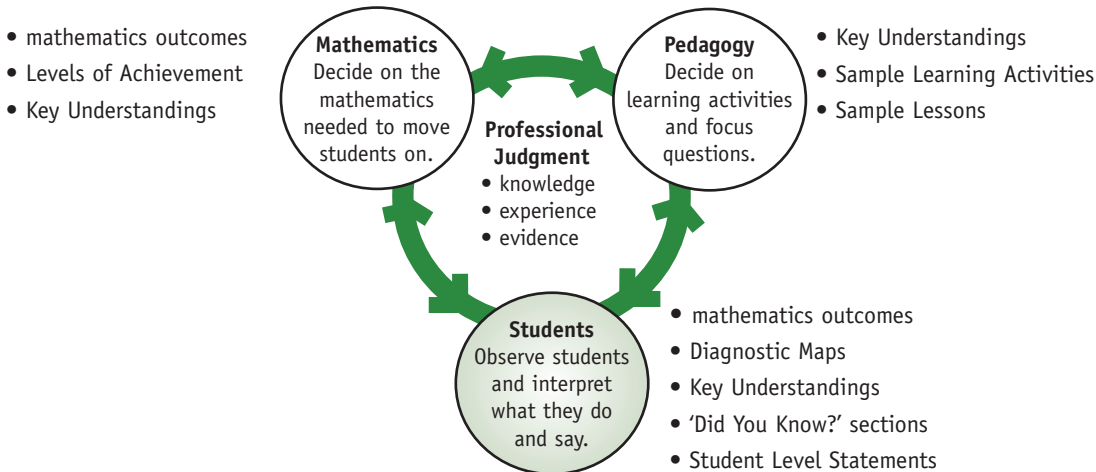 • mathematics outcomes
• Levels of Achievement
• Key Understandings
Mathematics
Decide on the
mathematics
needed to move
students on.
Pedagogy
Decide on
learning activities
and focus
questions.
• Key Understandings
• Sample Learning Activities
• Sample Lessons
Professional
Judgment
• knowledge
• experience
• evidence
Students
Observe students
and interpret
what they do
and say.
• mathematics outcomes
• Diagnostic Maps
• Key Understandings
• ‘Did You Know?’ sections
• Student Level Statements